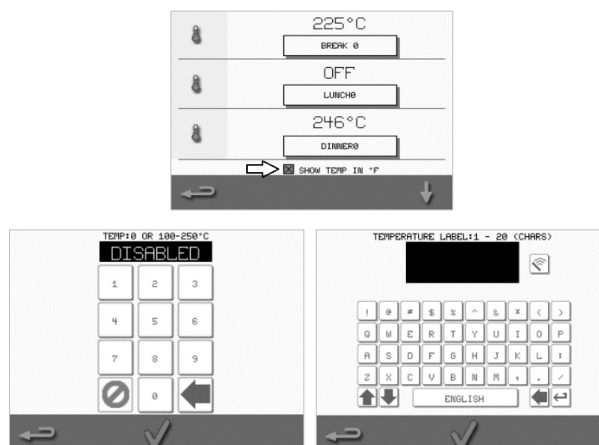 225°C
BREAK 0
OFF
LUNCH0
246°C
DINNER0
SHOW TEMP IN °F
TEMP:0 OR 100-250°C
DISABLED
1 2 3
4 5 6
7 8 9
0
TEMPERATURE LABEL:1 - 20 (CHARS)
! @ # $ % ^ & * ( )
Q W E R T Y U I O P
A S D F G H J K L :
Z X C V B N M , . /
ENGLISH